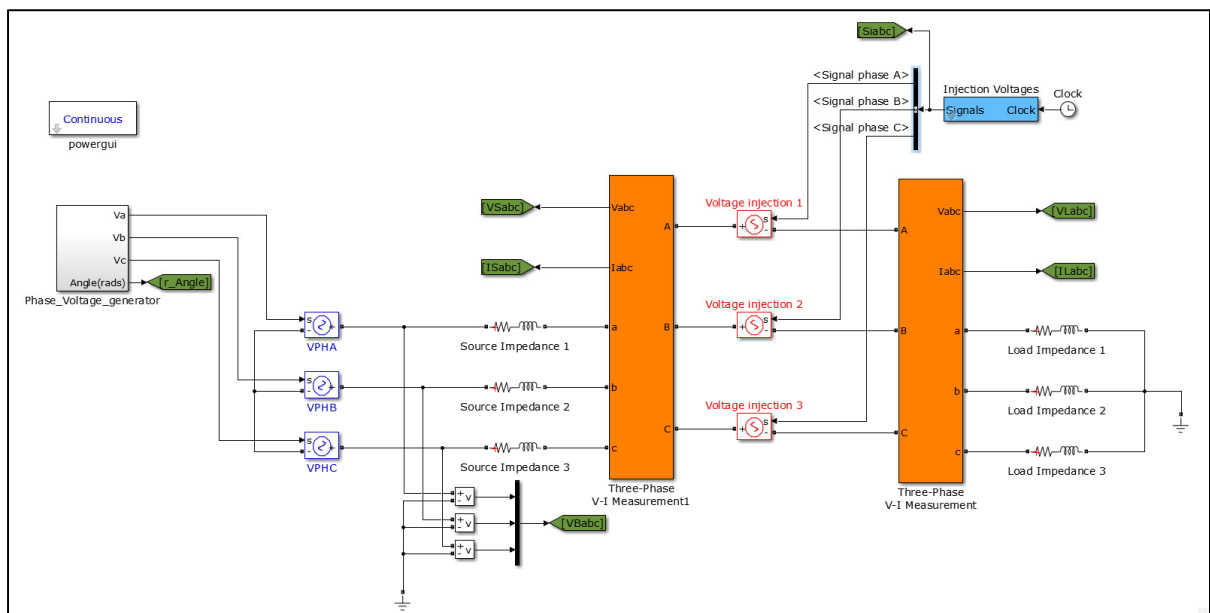 [Siabc]
<Signal phase A>
Injection Voltages
Clock
Continuous
<Signal phase B>
Signals
Clock
powergui
<Signal phase C>
[VSabc]
Vabc
Voltage injection 1
s
+
-
A
A
Vabc
[VLabc]
Va
Vb
Vc
Angle(rads)
[r_Angle]
Phase_Voltage_generator
[ISabc]
Iabc
Iabc
[ILabc]
Voltage injection 2
s
-
+
VPHA
+
Source Impedance 1
a
B
+
s
-
B
a
+
Load Impedance 1
s
-
+
VPHB
+
Source Impedance 2
b
b
+
Load Impedance 2
Voltage injection 3
s
-
+
VPHC
+
Source Impedance 3
c
C
+
s
-
C
c
+
Load Impedance 3
Three-Phase
V-I Measurement1
Three-Phase
V-I Measurement
+
-
v
+
-
v
+
-
v
[VBabc]